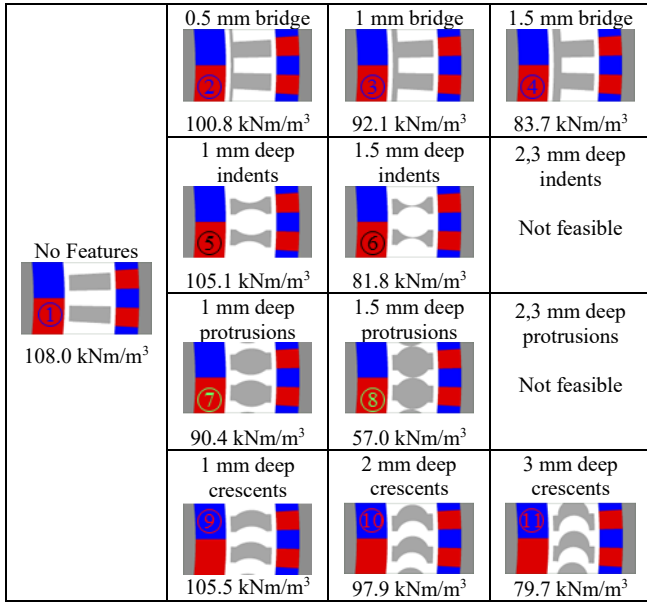 0.5 mm bridge
1 mm bridge
1.5 mm bridge
②
③
④
100.8 kNm/m³
92.1 kNm/m³
83.7 kNm/m³
1 mm deep
indents
1.5 mm deep
indents
2,3 mm deep
indents
⑤
⑥
Not feasible
105.1 kNm/m³
81.8 kNm/m³
No Features
①
108.0 kNm/m³
1 mm deep
protrusions
1.5 mm deep
protrusions
2,3 mm deep
protrusions
⑦
⑧
Not feasible
90.4 kNm/m³
57.0 kNm/m³
1 mm deep
crescents
2 mm deep
crescents
3 mm deep
crescents
⑨
⑩
⑪
105.5 kNm/m³
97.9 kNm/m³
79.7 kNm/m³